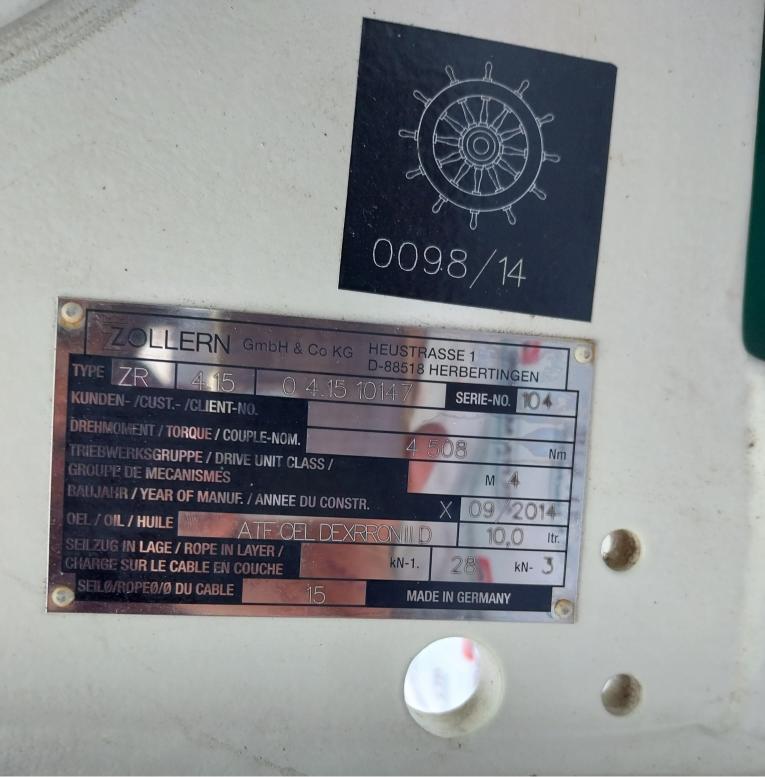 0098/14
ZOLLERN GmbH & Co KG HEUSTRASSE 1
D-88518 HERBERTINGEN
TYPE ZR 4.15 0 4.15 10147 SERIE-NO. 104
KUNDEN- /CUST.- /CLIENT-NO.
DREHMOMENT / TORQUE / COUPLE-NOM. 4 508 Nm
TRIEBWERKSGRUPPE / DRIVE UNIT CLASS /
GROUPE DE MECANISMES M 4
BAUJAHR / YEAR OF MANUF. / ANNEE DU CONSTR. X 09/2014
OEL / OIL / HUILE ATF OEL DEXRRON II D 10,0 ltr.
SEILZUG IN LAGE / ROPE IN LAYER /
CHARGE SUR LE CABLE EN COUCHE kN-1. 28 kN- 3
SEILØ/ROPEØ/Ø DU CABLE 15 MADE IN GERMANY